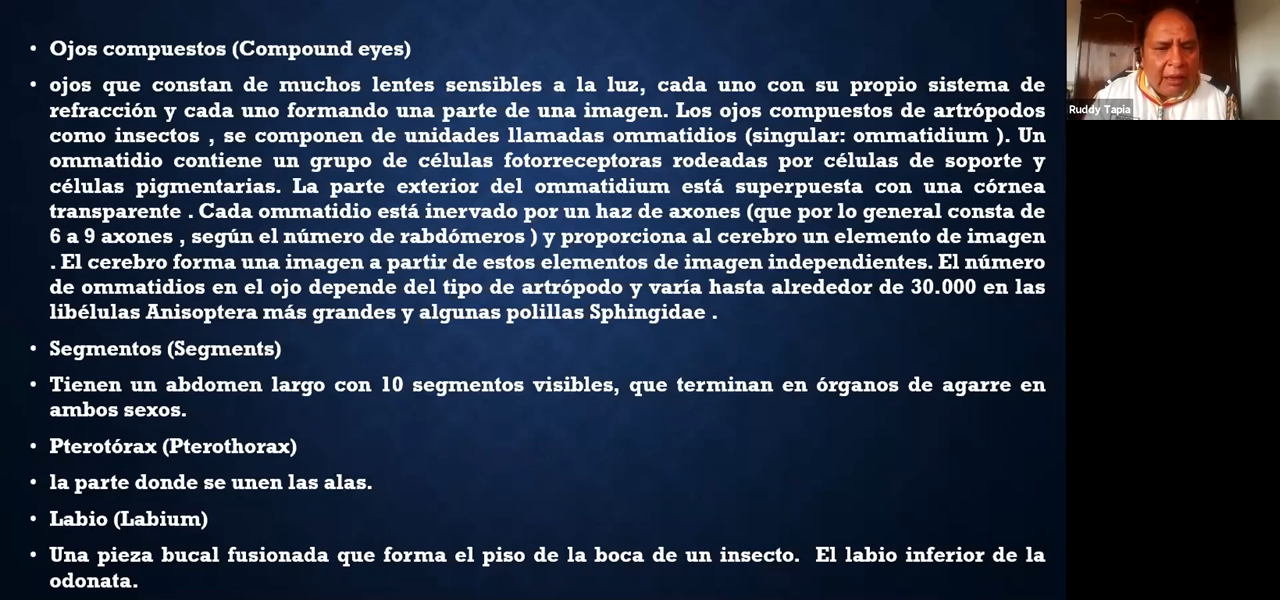 • Ojos compuestos (Compound eyes)
• ojos que constan de muchos lentes sensibles a la luz, cada uno con su propio sistema de
refracción y cada uno formando una parte de una imagen. Los ojos compuestos de artrópodos
como insectos , se componen de unidades llamadas ommatidios (singular: ommatidium ). Un
ommatidio contiene un grupo de células fotorreceptoras rodeadas por células de soporte y
células pigmentarias. La parte exterior del ommatidium está superpuesta con una córnea
transparente . Cada ommatidio está inervado por un haz de axones (que por lo general consta de
6 a 9 axones , según el número de rabdómeros ) y proporciona al cerebro un elemento de imagen
. El cerebro forma una imagen a partir de estos elementos de imagen independientes. El número
de ommatidios en el ojo depende del tipo de artrópodo y varía hasta alrededor de 30.000 en las
libélulas Anisoptera más grandes y algunas polillas Sphingidae .
• Segmentos (Segments)
• Tienen un abdomen largo con 10 segmentos visibles, que terminan en órganos de agarre en
ambos sexos.
• Pterotórax (Pterothorax)
• la parte donde se unen las alas.
• Labio (Labium)
• Una pieza bucal fusionada que forma el piso de la boca de un insecto. El labio inferior de la
odonata.
Ruddy Tapia